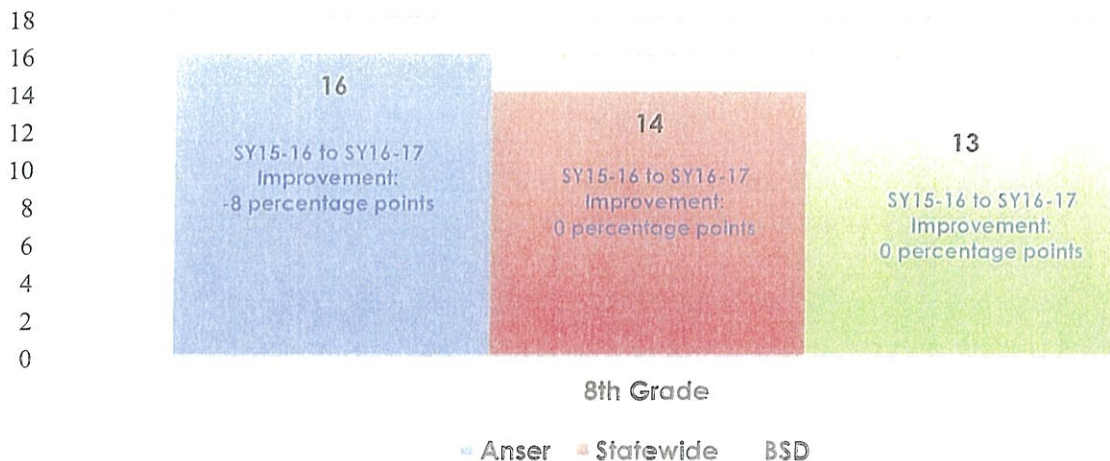 18
16
14
12
10
8
6
4
2
0
16
SY15-16 to SY16-17
Improvement:
-8 percentage points
14
SY15-16 to SY16-17
Improvement:
0 percentage points
13
SY15-16 to SY16-17
Improvement:
0 percentage points
8th Grade
Anser Statewide BSD